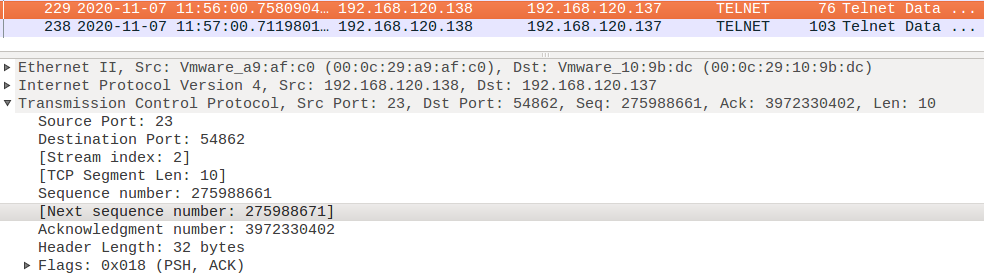 229 2020-11-07 11:56:00.7580904… 192.168.120.138 192.168.120.137 TELNET 76 Telnet Data ...
238 2020-11-07 11:57:00.7119801… 192.168.120.138 192.168.120.137 TELNET 103 Telnet Data ...
Ethernet II, Src: Vmware_a9:af:c0 (00:0c:29:a9:af:c0), Dst: Vmware_10:9b:dc (00:0c:29:10:9b:dc)
Internet Protocol Version 4, Src: 192.168.120.138, Dst: 192.168.120.137
Transmission Control Protocol, Src Port: 23, Dst Port: 54862, Seq: 275988661, Ack: 3972330402, Len: 10
Source Port: 23
Destination Port: 54862
[Stream index: 2]
[TCP Segment Len: 10]
Sequence number: 275988661
[Next sequence number: 275988671]
Acknowledgment number: 3972330402
Header Length: 32 bytes
Flags: 0x018 (PSH, ACK)